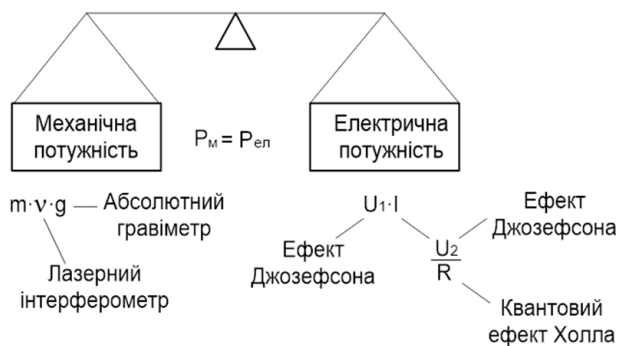 Механічна
потужність
Pм = Pел
Електрична
потужність
m·ν·g
Абсолютний
гравіметр
Лазерний
інтерферометр
U1·I
Ефект
Джозефсона
U2
R
Ефект
Джозефсона
Квантовий
ефект Холла